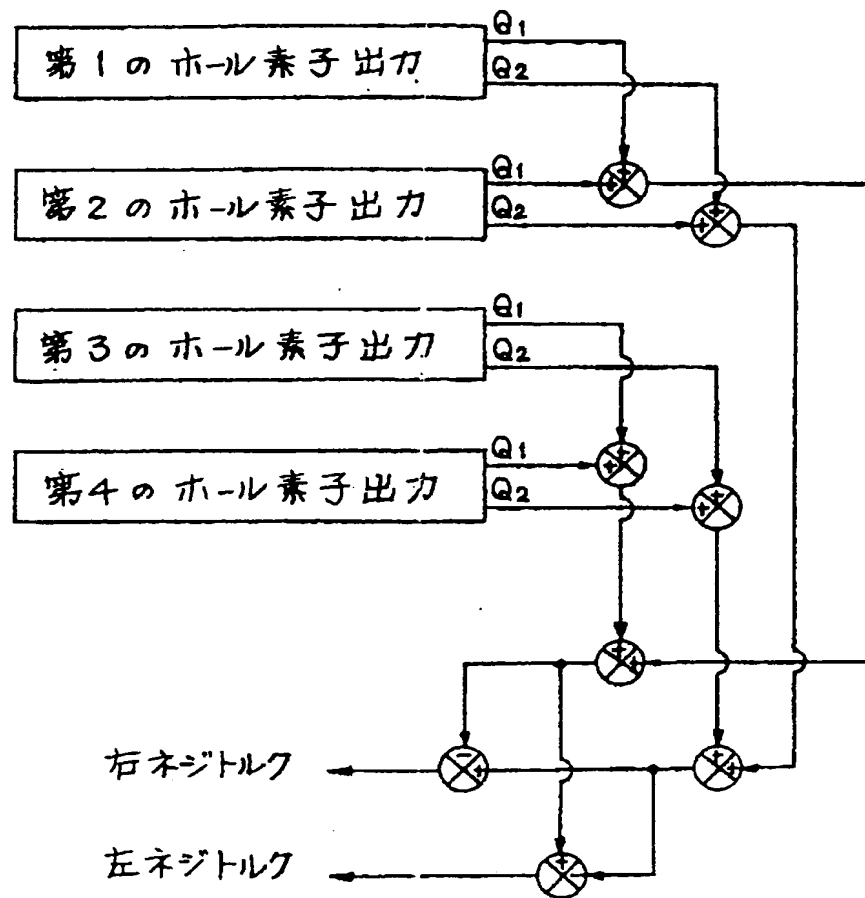 Q1
第1のホール素子出力
Q2
Q1
+
+
第2のホール素子出力
Q2
+
+
Q1
第3のホール素子出力
Q2
Q1
+
+
第4のホール素子出力
Q2
+
+
+
+
右ネジトルク
-
+
+
+
左ネジトルク
+
-